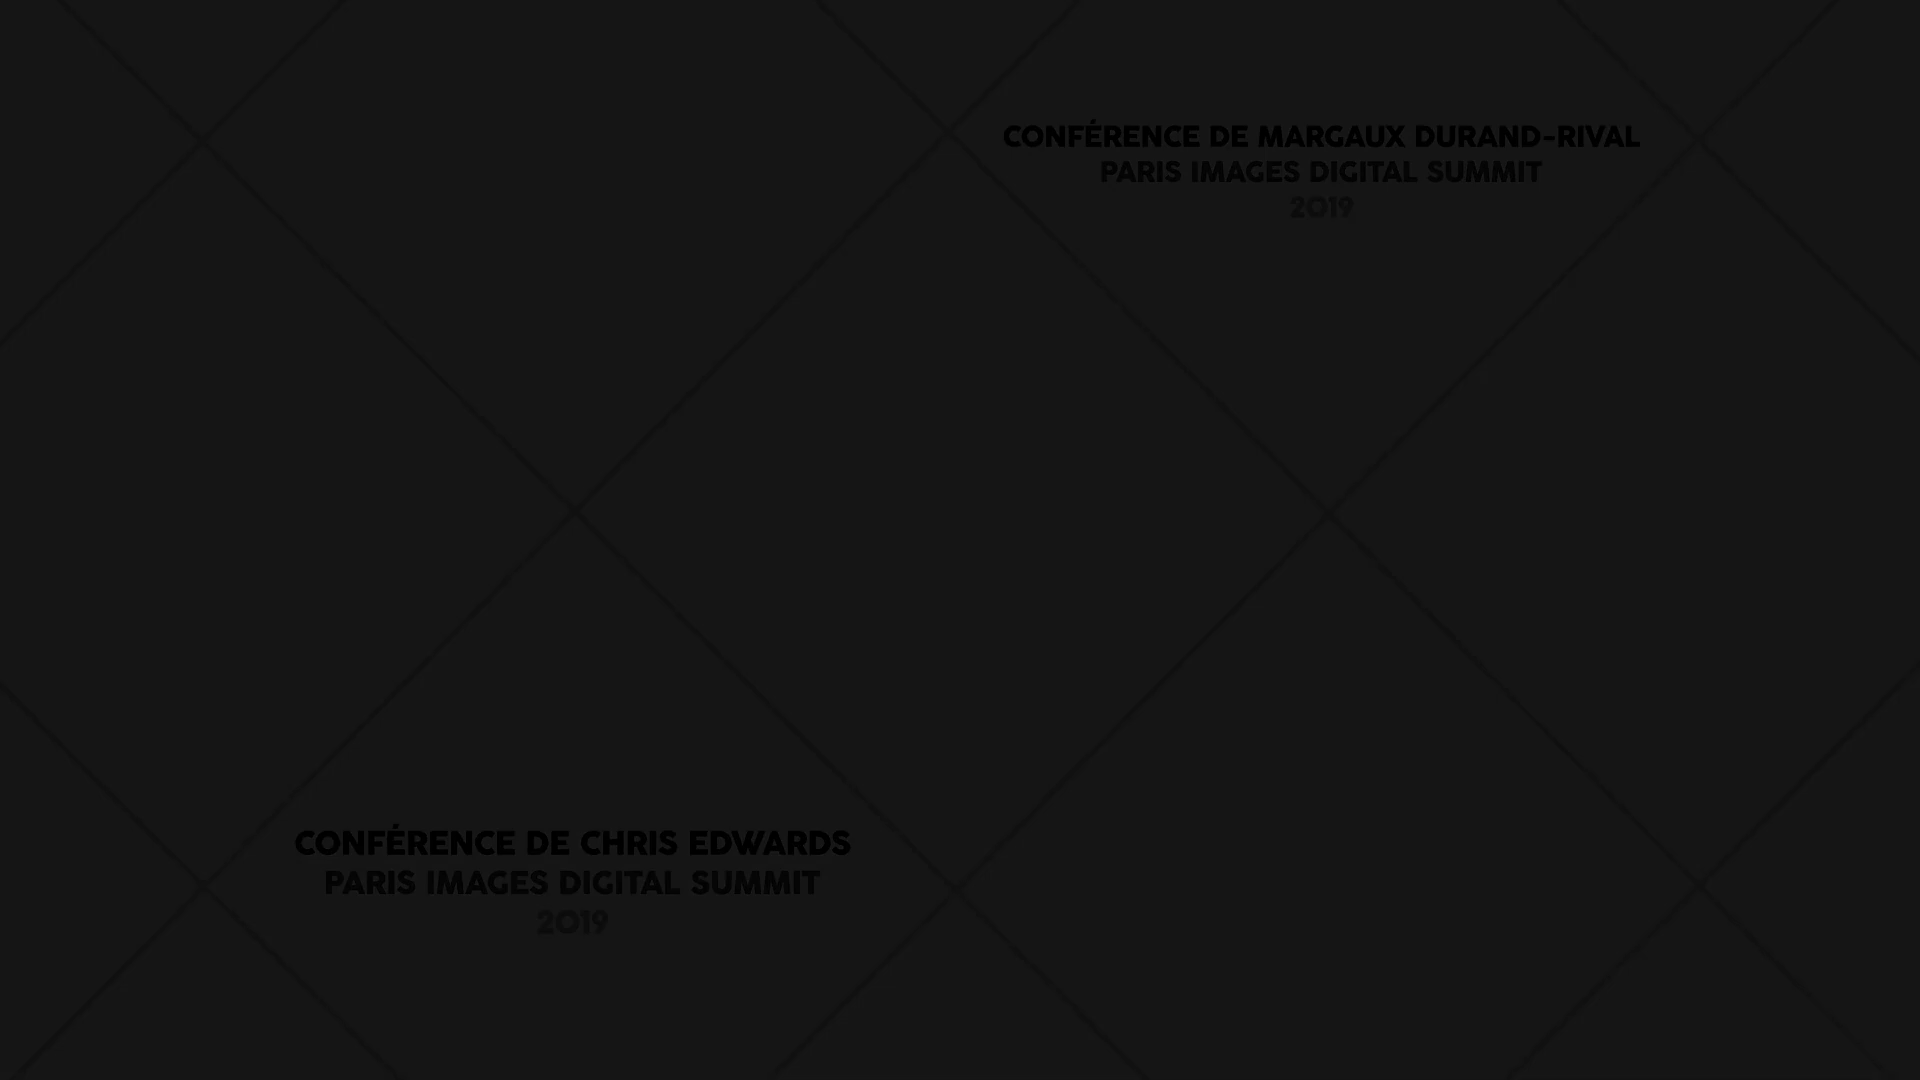 CONFÉRENCE DE MARGAUX DURAND-RIVAL
PARIS IMAGES DIGITAL SUMMIT
2019
CONFÉRENCE DE CHRIS EDWARDS
PARIS IMAGES DIGITAL SUMMIT
2019